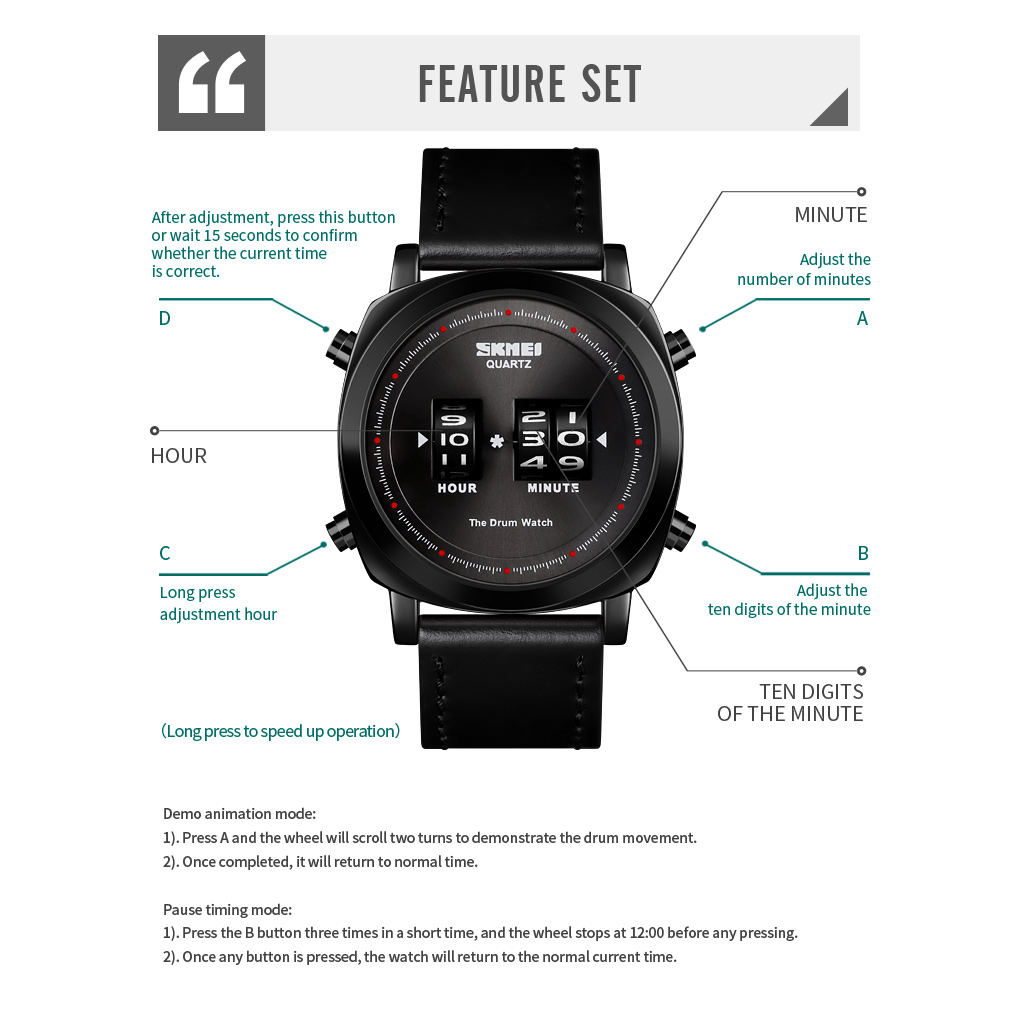 FEATURE SET
MINUTE
After adjustment, press this button
or wait 15 seconds to confirm
whether the current time
is correct.
D
Adjust the
number of minutes
A
SKMEI
QUARTZ
9
10
11
2 1
3 0
4 9
HOUR
MINUTE
The Drum Watch
HOUR
C
Long press
adjustment hour
B
Adjust the
ten digits of the minute
TEN DIGITS
OF THE MINUTE
(Long press to speed up operation)
Demo animation mode:
1). Press A and the wheel will scroll two turns to demonstrate the drum movement.
2). Once completed, it will return to normal time.
Pause timing mode:
1). Press the B button three times in a short time, and the wheel stops at 12:00 before any pressing.
2). Once any button is pressed, the watch will return to the normal current time.